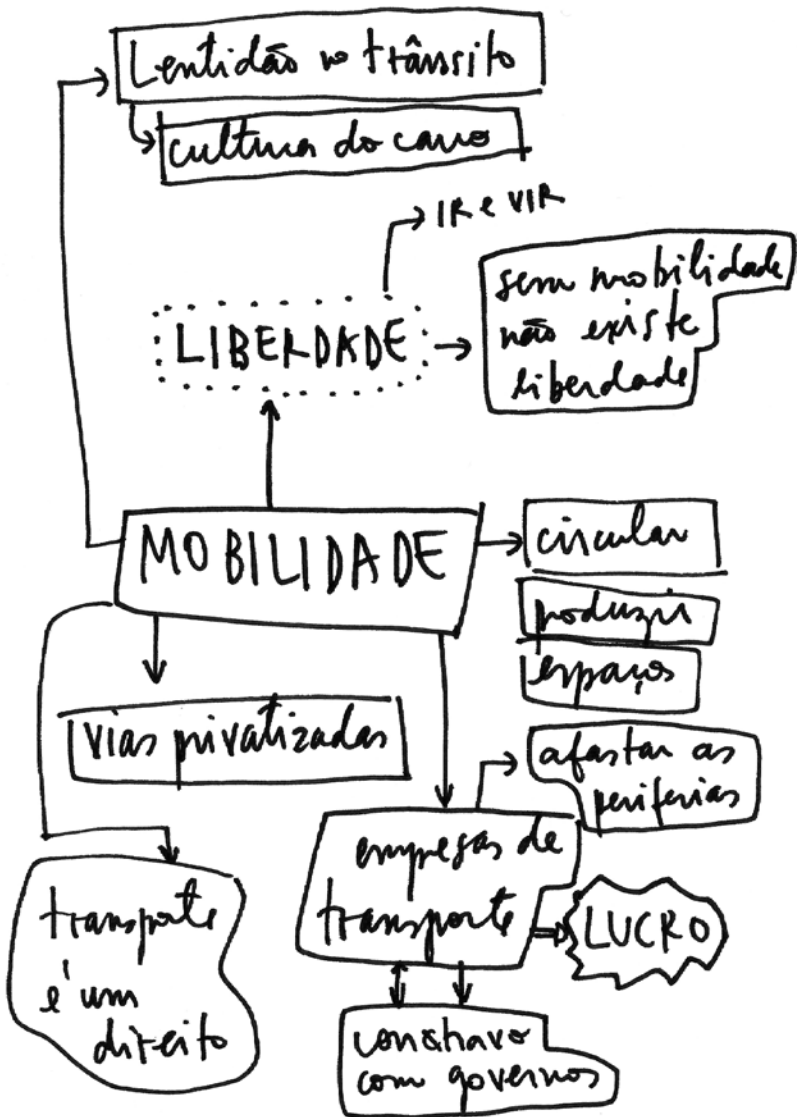 Lentidão no trânsito
cultura do carro
IR e VIR
LIBERDADE
sem mobilidade
não existe
liberdade
MOBILIDADE
circular
produzir
espaços
vias privatizadas
afastar as
periferias
empresas de
transporte
LUCRO
transporte
é um
direito
conchavo
com governos